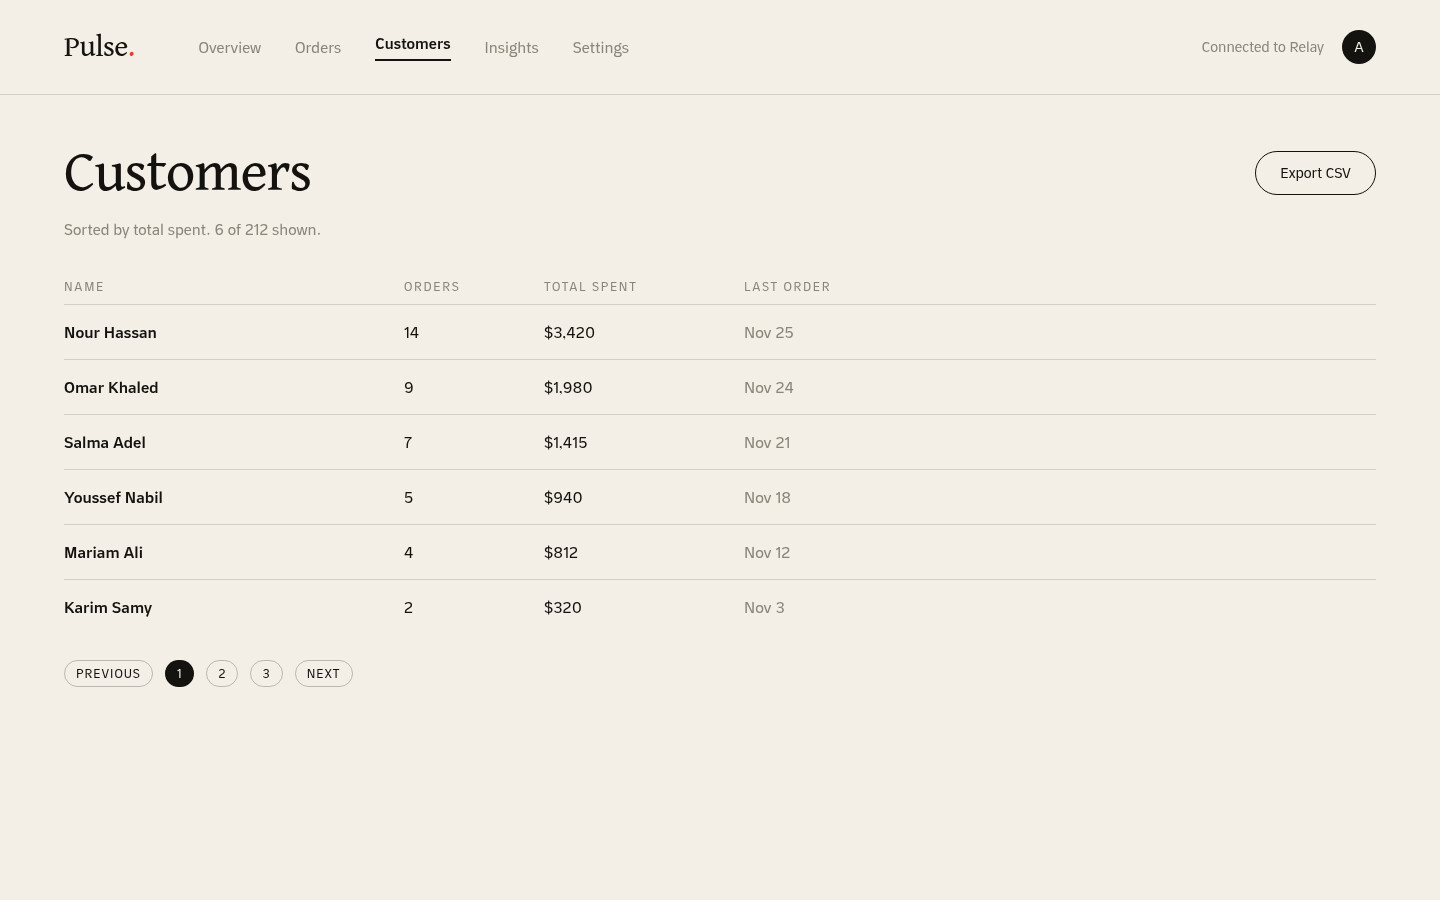 Pulse. Overview Orders Customers Insights Settings Connected to Relay A
Customers Export CSV
Sorted by total spent. 6 of 212 shown.
NAME ORDERS TOTAL SPENT LAST ORDER
Nour Hassan 14 $3,420 Nov 25
Omar Khaled 9 $1,980 Nov 24
Salma Adel 7 $1,415 Nov 21
Youssef Nabil 5 $940 Nov 18
Mariam Ali 4 $812 Nov 12
Karim Samy 2 $320 Nov 3
PREVIOUS 1 2 3 NEXT